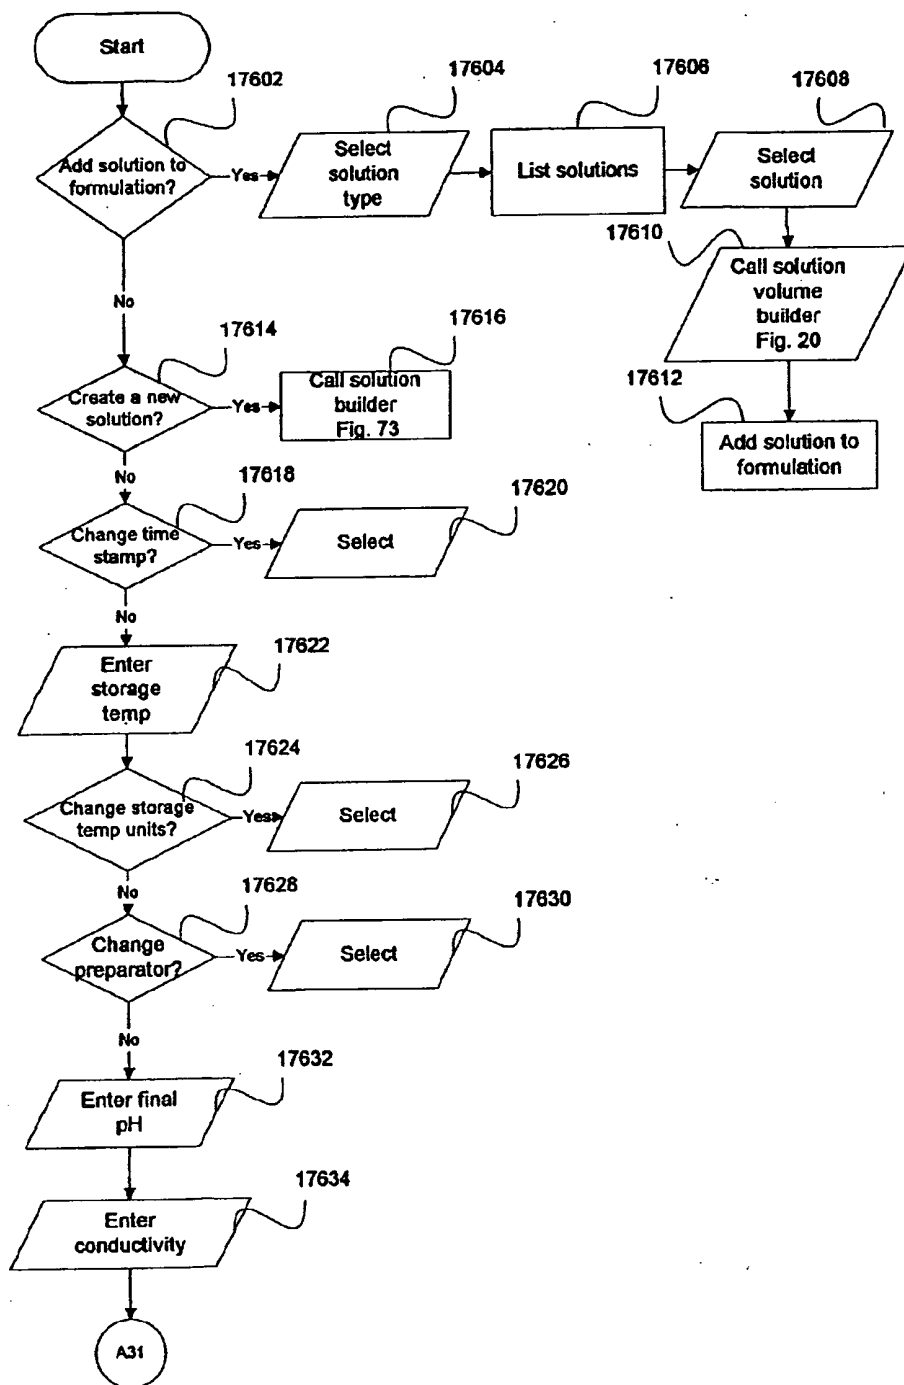 Start
17602
17604
17606
17608
Add solution to
formulation?
Yes
Select
solution
type
List solutions
Select
solution
17610
Call solution
volume
builder
Fig. 20
No
17614
17616
17612
Create a new
solution?
Yes
Call solution
builder
Fig. 73
Add solution to
formulation
No
17618
17620
Change time
stamp?
Yes
Select
No
17622
Enter
storage
temp
17624
17626
Change storage
temp units?
Yes
Select
No
17628
17630
Change
preparator?
Yes
Select
No
17632
Enter final
pH
17634
Enter
conductivity
A31